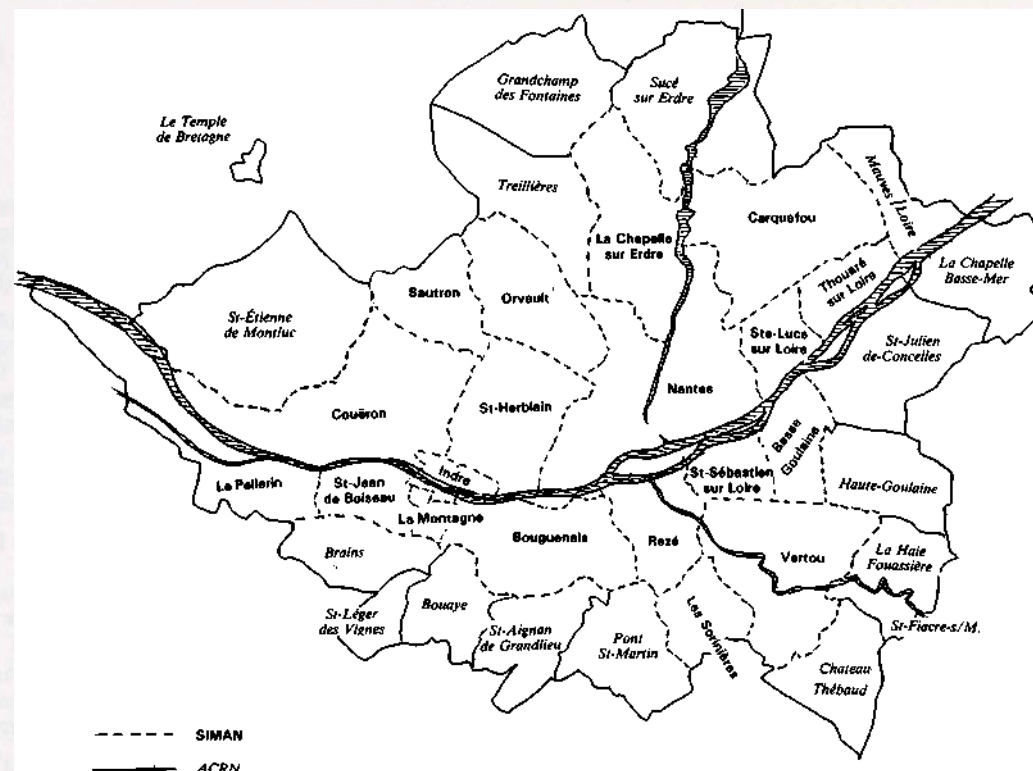 Grandchamp
des Fontaines
Sucé
sur Erdre
Le Temple
de Bretagne
Treillières
Mauves / Loire
Carquefou
La Chapelle
sur Erdre
La Chapelle
Basse-Mer
Thouaré
sur Loire
Sautron
Orvault
St-Étienne
de Montluc
Ste-Luce
sur Loire
St-Julien
de-Concelles
Nantes
Couëron
St-Herblain
Basse
Goulaine
Indre
St-Sébastien
sur Loire
Le Pellerin
St-Jean
de Boiseau
Haute-Goulaine
La Montagne
Bouguenais
Rezé
Vertou
La Haie
Fouassière
Brains
St-Léger
des Vignes
Bouaye
St-Aignan
de Grandlieu
Pont
St-Martin
Les Sorinières
St-Fiacre-s/M.
Chateau
Thébaud
SIMAN
ACRN